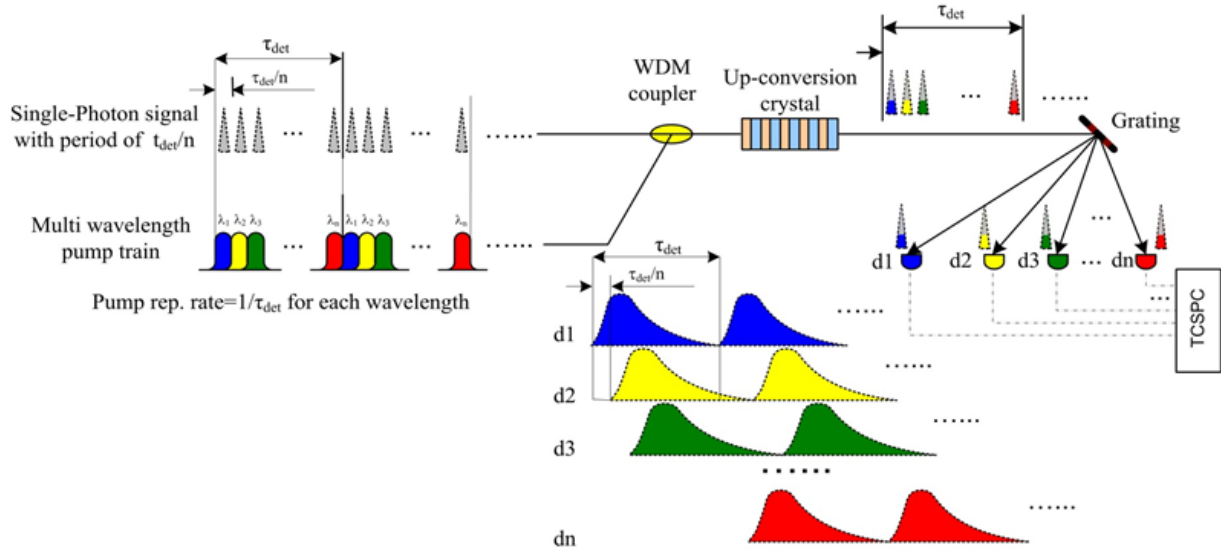 τdet
τdet/n
Single-Photon signal
with period of tdet/n
... ... ......
λ1 λ2 λ3 λn λ1 λ2 λ3 λn
Multi wavelength
pump train
... ... ......
Pump rep. rate=1/τdet for each wavelength
WDM
coupler
Up-conversion
crystal
τdet
... ......
Grating
...
d1 d2 d3 ... dn
...
TCSPC
τdet
τdet/n
d1 ......
d2 ......
d3 ......
......
dn ......